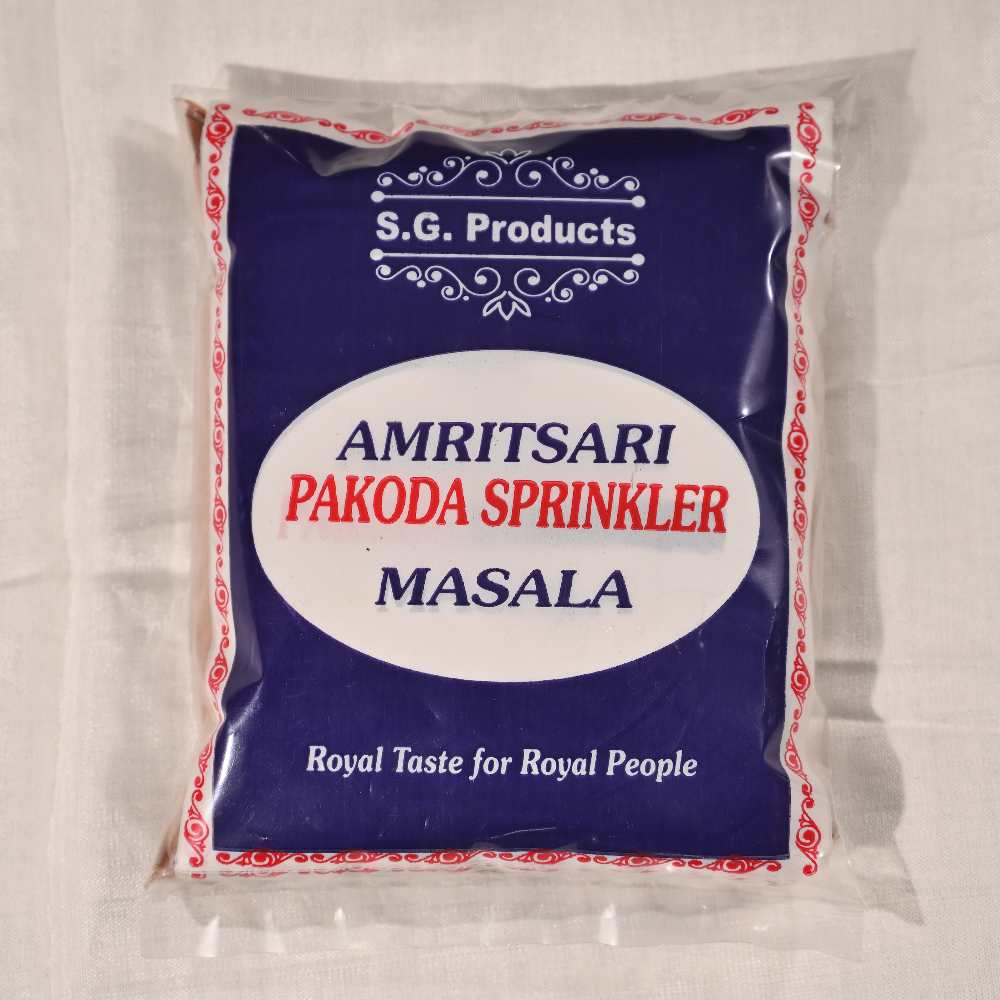 S.G. Products
AMRITSARI
PAKODA SPRINKLER
MASALA
Royal Taste for Royal People